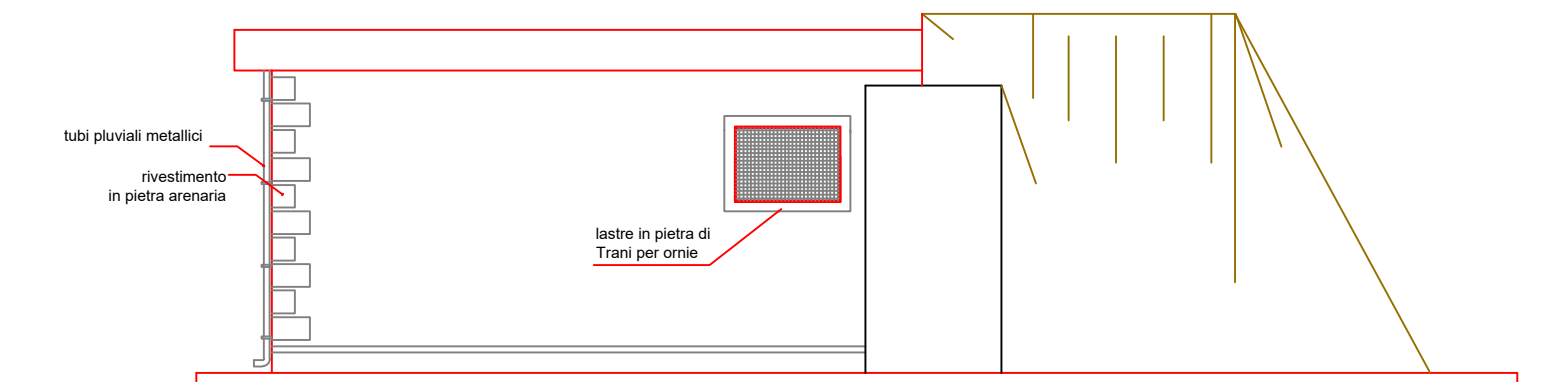 tubi pluviali metallici
rivestimento
in pietra arenaria
lastre in pietra di
Trani per ornie